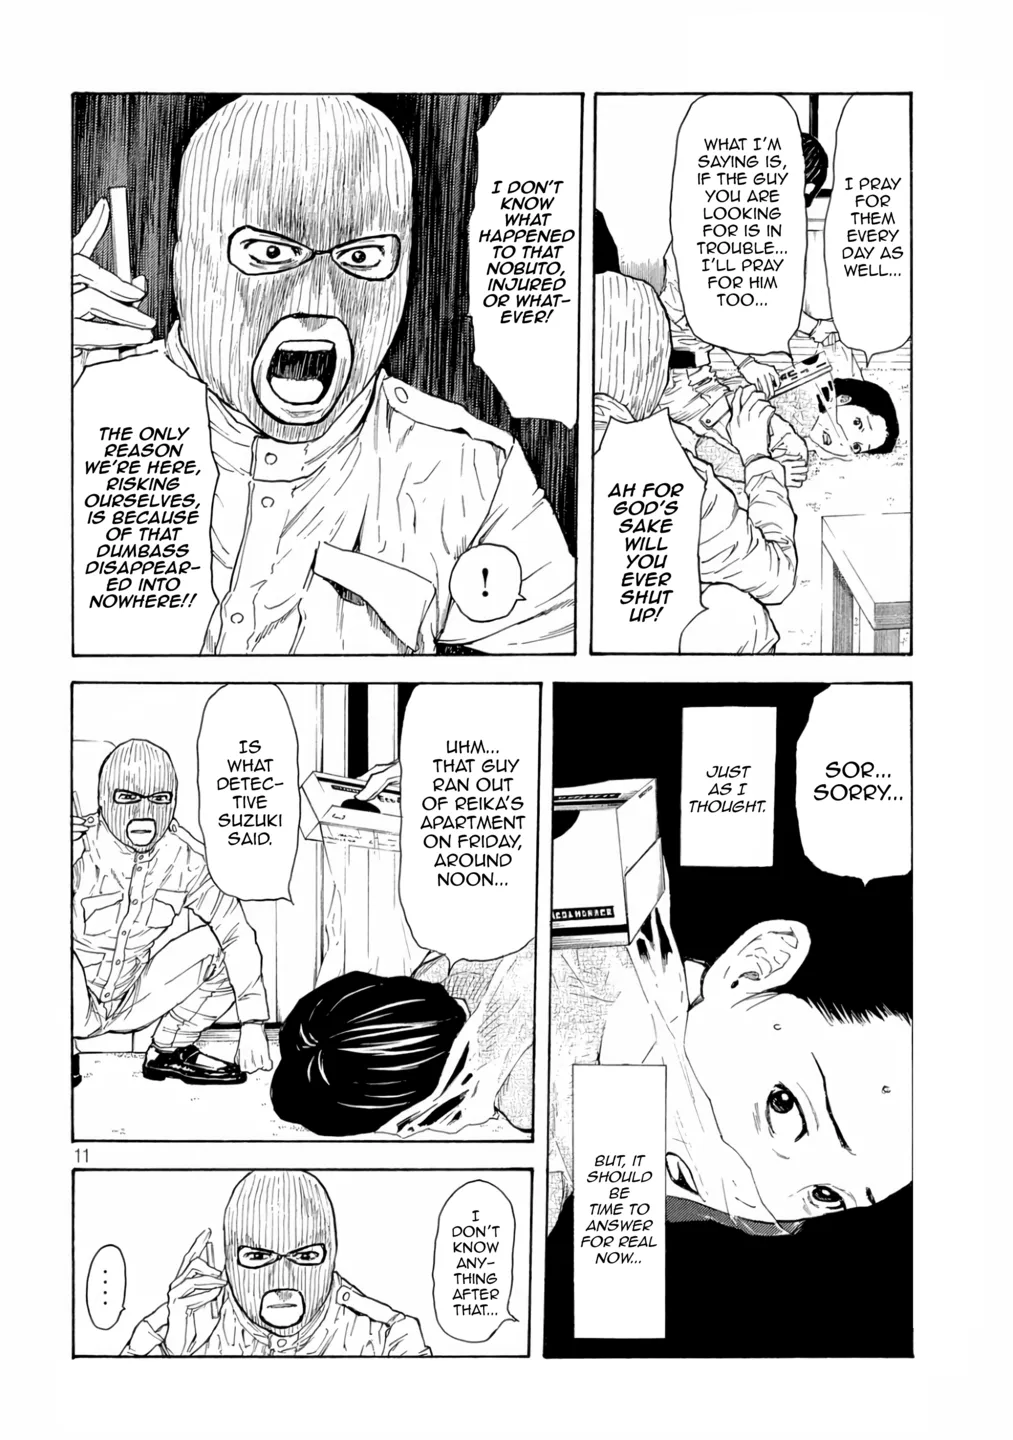 I PRAY
FOR
THEM
EVERY
DAY AS
WELL...
WHAT I'M
SAYING IS,
IF THE GUY
YOU ARE
LOOKING
FOR IS IN
TROUBLE...
I'LL PRAY
FOR HIM
TOO...
AH FOR
GOD'S
SAKE
WILL
YOU
EVER
SHUT
UP!
I DON'T
KNOW
WHAT
HAPPENED
TO THAT
NOBUTO,
INJURED
OR WHAT-
EVER!
THE ONLY
REASON
WE'RE HERE,
RISKING
OURSELVES,
IS BECAUSE
OF THAT
DUMBASS
DISAPPEAR-
ED INTO
NOWHERE!!
!
SOR...
SORRY...
JUST
AS I
THOUGHT.
BUT, IT
SHOULD
BE
TIME TO
ANSWER
FOR REAL
NOW...
UHM...
THAT GUY
RAN OUT
OF REIKA'S
APARTMENT
ON FRIDAY,
AROUND
NOON...
IS
WHAT
DETEC-
TIVE
SUZUKI
SAID.
I
DON'T
KNOW
ANY-
THING
AFTER
THAT...
....
11